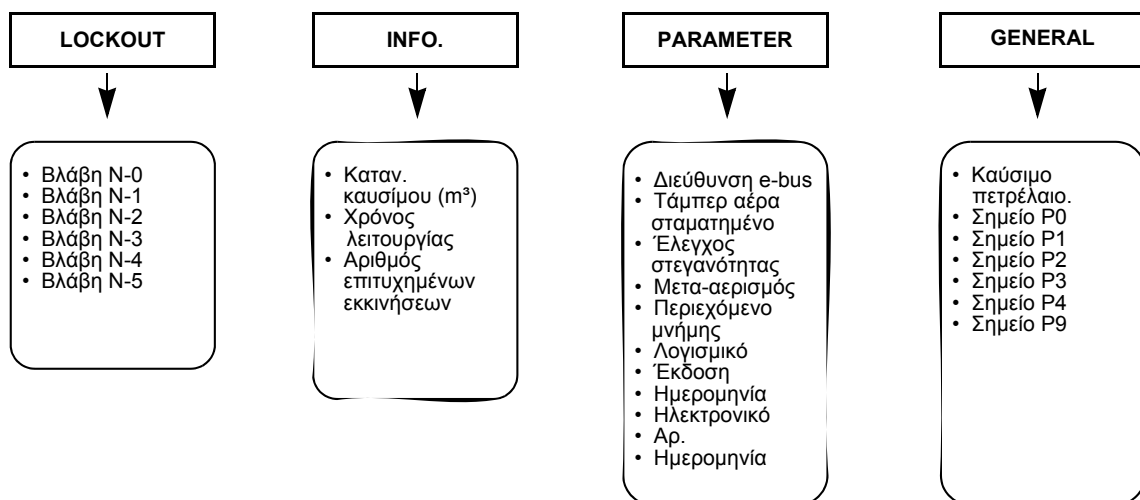 LOCKOUT
INFO.
PARAMETER
GENERAL
• Βλάβη N-0
• Βλάβη N-1
• Βλάβη N-2
• Βλάβη N-3
• Βλάβη N-4
• Βλάβη N-5
• Καταν.
καυσίμου (m³)
• Χρόνος
λειτουργίας
• Αριθμός
επιτυχημένων
εκκινήσεων
• Διεύθυνση e-bus
• Τάμπερ αέρα
σταματημένο
• Έλεγχος
στεγανότητας
• Μετα-αερισμός
• Περιεχόμενο
μνήμης
• Λογισμικό
• Έκδοση
• Ημερομηνία
• Ηλεκτρονικό
• Αρ.
• Ημερομηνία
• Καύσιμο
πετρέλαιο.
• Σημείο P0
• Σημείο P1
• Σημείο P2
• Σημείο P3
• Σημείο P4
• Σημείο P9